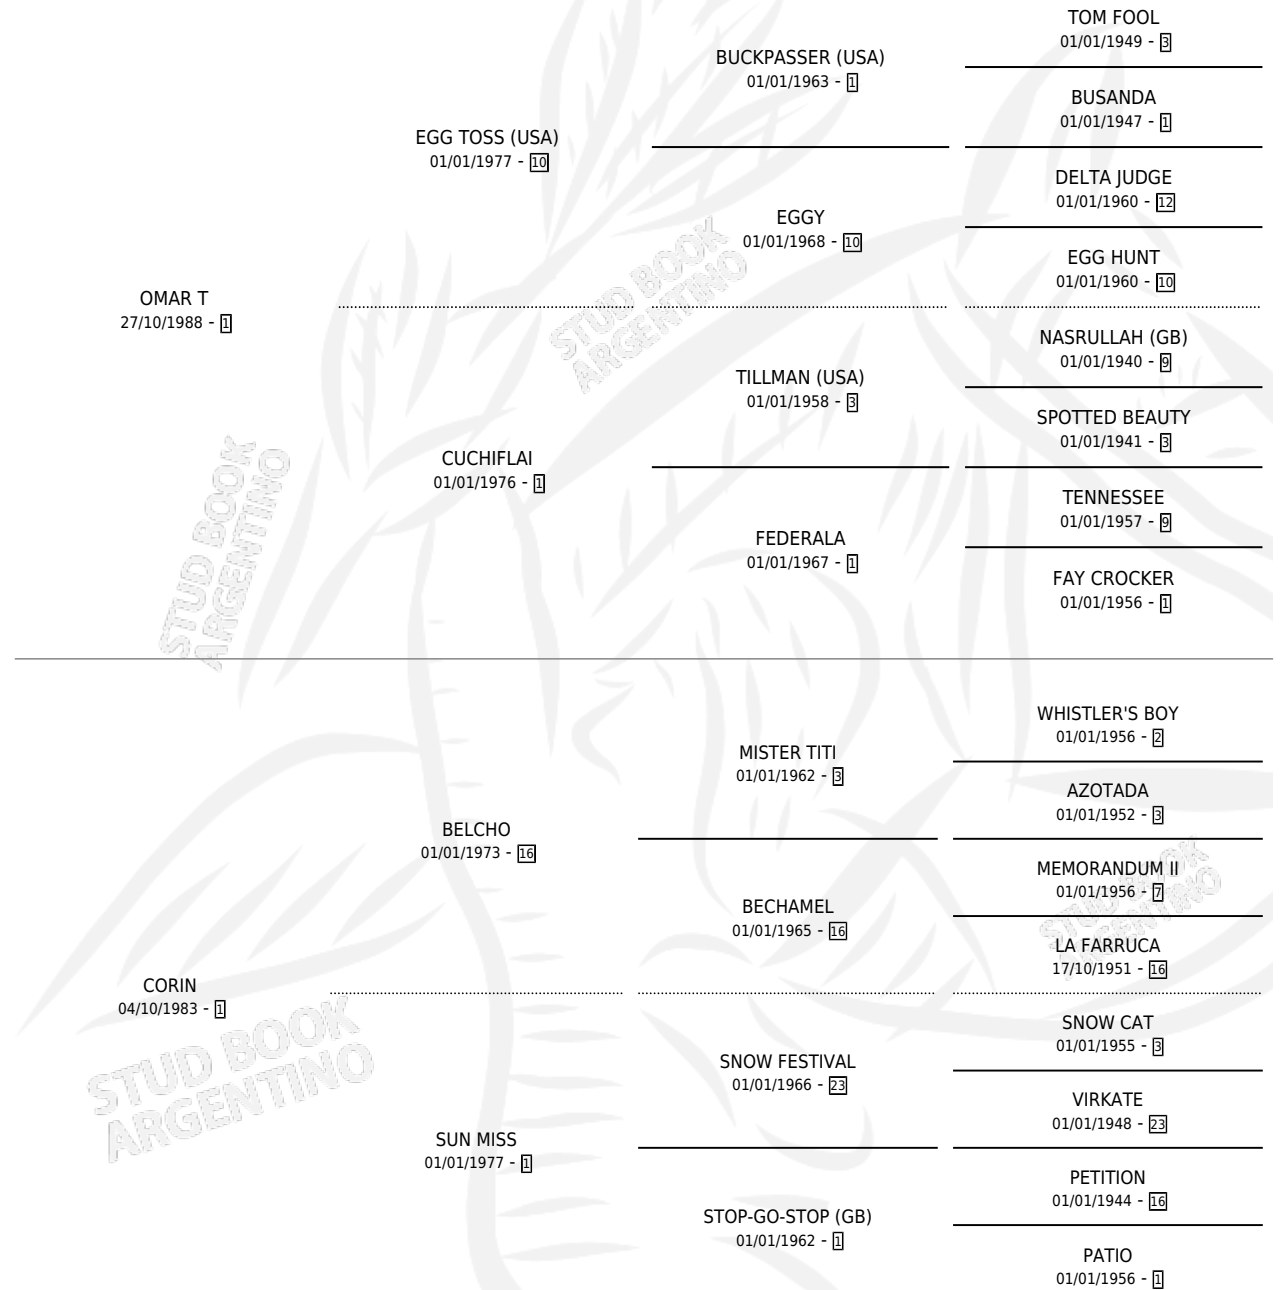 TOM FOOL
01/01/1949 - 3
BUCKPASSER (USA)
01/01/1963 - 1
BUSANDA
01/01/1947 - 1
EGG TOSS (USA)
01/01/1977 - 10
DELTA JUDGE
01/01/1960 - 12
EGGY
01/01/1968 - 10
EGG HUNT
01/01/1960 - 10
OMAR T
27/10/1988 - 1
NASRULLAH (GB)
01/01/1940 - 9
TILLMAN (USA)
01/01/1958 - 3
SPOTTED BEAUTY
01/01/1941 - 3
CUCHIFLAI
01/01/1976 - 1
TENNESSEE
01/01/1957 - 9
FEDERALA
01/01/1967 - 1
FAY CROCKER
01/01/1956 - 1
WHISTLER'S BOY
01/01/1956 - 2
MISTER TITI
01/01/1962 - 3
AZOTADA
01/01/1952 - 3
BELCHO
01/01/1973 - 16
MEMORANDUM II
01/01/1956 - 7
BECHAMEL
01/01/1965 - 16
LA FARRUCA
17/10/1951 - 16
CORIN
04/10/1983 - 1
SNOW CAT
01/01/1955 - 3
SNOW FESTIVAL
01/01/1966 - 23
VIRKATE
01/01/1948 - 23
SUN MISS
01/01/1977 - 1
PETITION
01/01/1944 - 16
STOP-GO-STOP (GB)
01/01/1962 - 1
PATIO
01/01/1956 - 1
STUD BOOK
ARGENTINO
STUD BOOK
ARGENTINO
STUD BOOK
ARGENTINO
STUD BOOK
ARGENTINO